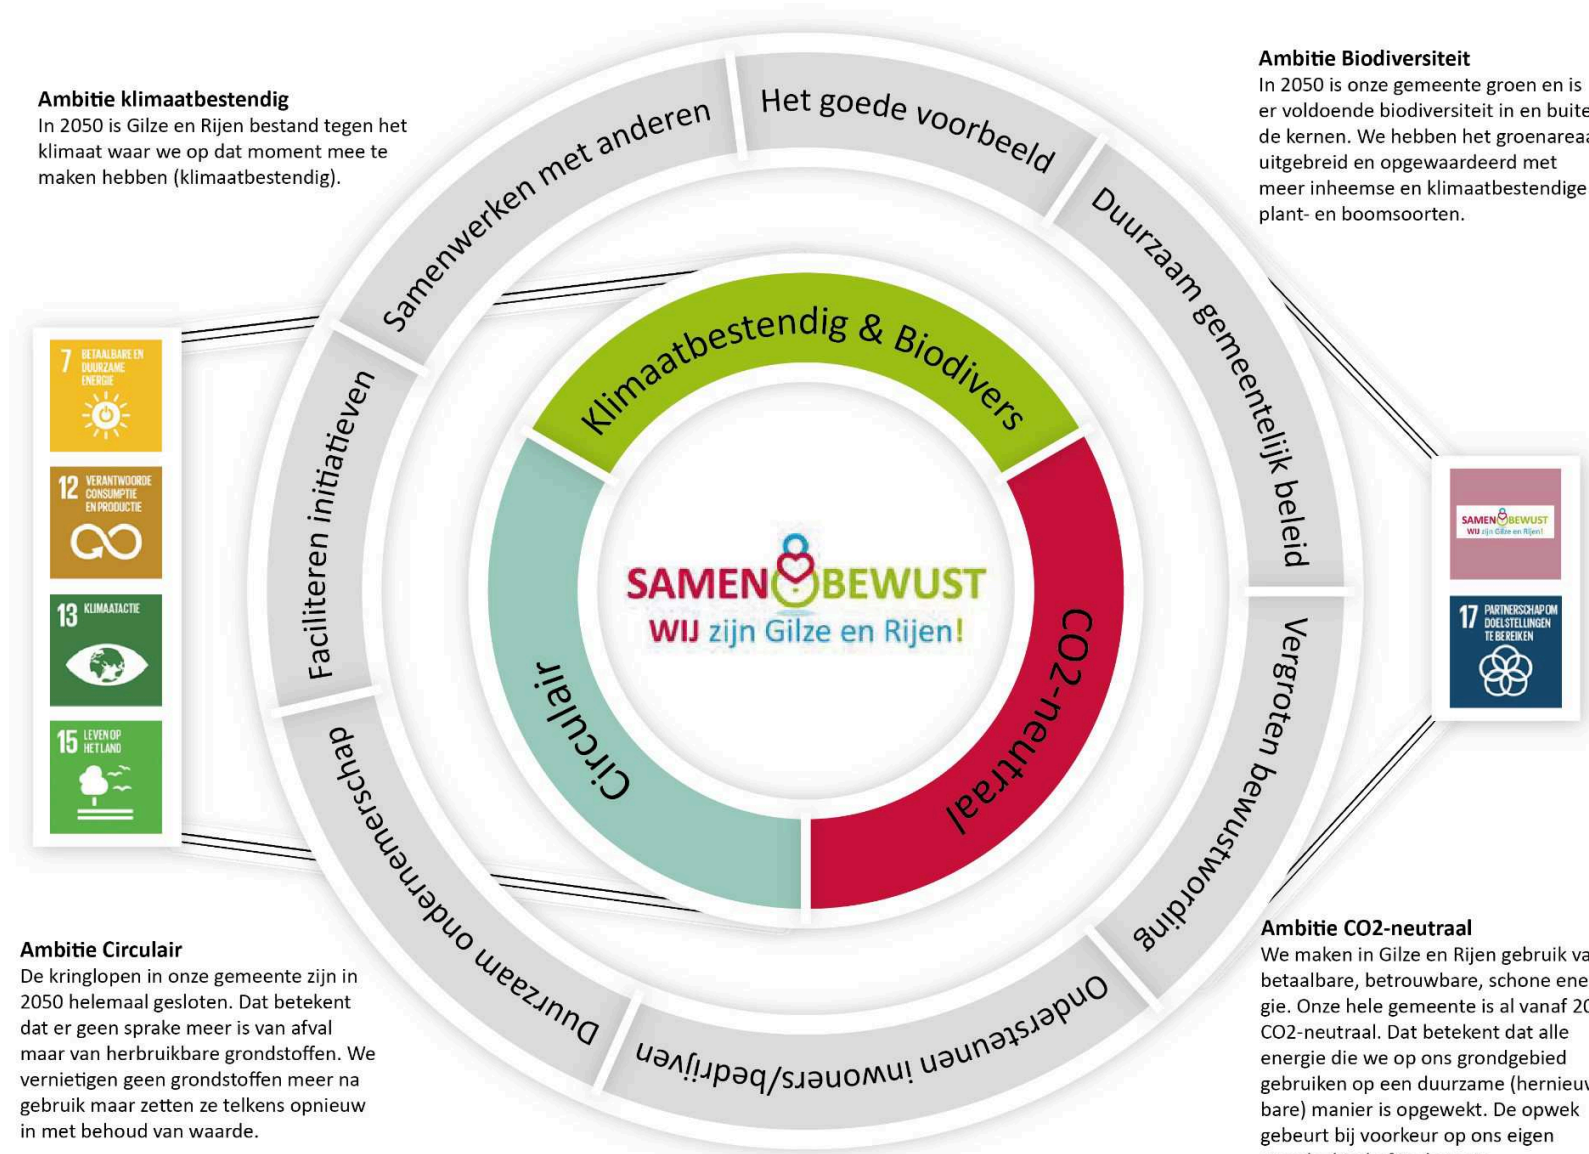 Ambitie klimaatbestendig
In 2050 is Gilze en Rijen bestand tegen het
klimaat waar we op dat moment mee te
maken hebben (klimaatbestendig).
Ambitie Biodiversiteit
In 2050 is onze gemeente groen en is
er voldoende biodiversiteit in en buite
de kernen. We hebben het groenareaa
uitgebreid en opgewaardeerd met
meer inheemse en klimaatbestendige
plant- en boomsoorten.
Samenwerken met anderen
Het goede voorbeeld
Duurzaam gemeentelijk beleid
Vergroten bewustwording
Ondersteunen inwoners/bedrijven
Duurzaam ondernemerschap
Faciliteren initiatieven
Klimaatbestendig & Biodivers
CO2-neutraal
Circulair
SAMEN BEWUST
WIJ zijn Gilze en Rijen!
7 BETAALBARE EN
DUURZAME
ENERGIE
12 VERANTWOORDE
CONSUMPTIE
EN PRODUCTIE
13 KLIMAATACTIE
15 LEVEN OP
HET LAND
SAMEN BEWUST
WIJ zijn Gilze en Rijen!
17 PARTNERSCHAP OM
DOELSTELLINGEN
TE BEREIKEN
Ambitie Circulair
De kringlopen in onze gemeente zijn in
2050 helemaal gesloten. Dat betekent
dat er geen sprake meer is van afval
maar van herbruikbare grondstoffen. We
vernietigen geen grondstoffen meer na
gebruik maar zetten ze telkens opnieuw
in met behoud van waarde.
Ambitie CO2-neutraal
We maken in Gilze en Rijen gebruik va
betaalbare, betrouwbare, schone ene
gie. Onze hele gemeente is al vanaf 20
CO2-neutraal. Dat betekent dat alle
energie die we op ons grondgebied
gebruiken op een duurzame (hernieuw
bare) manier is opgewekt. De opwek
gebeurt bij voorkeur op ons eigen